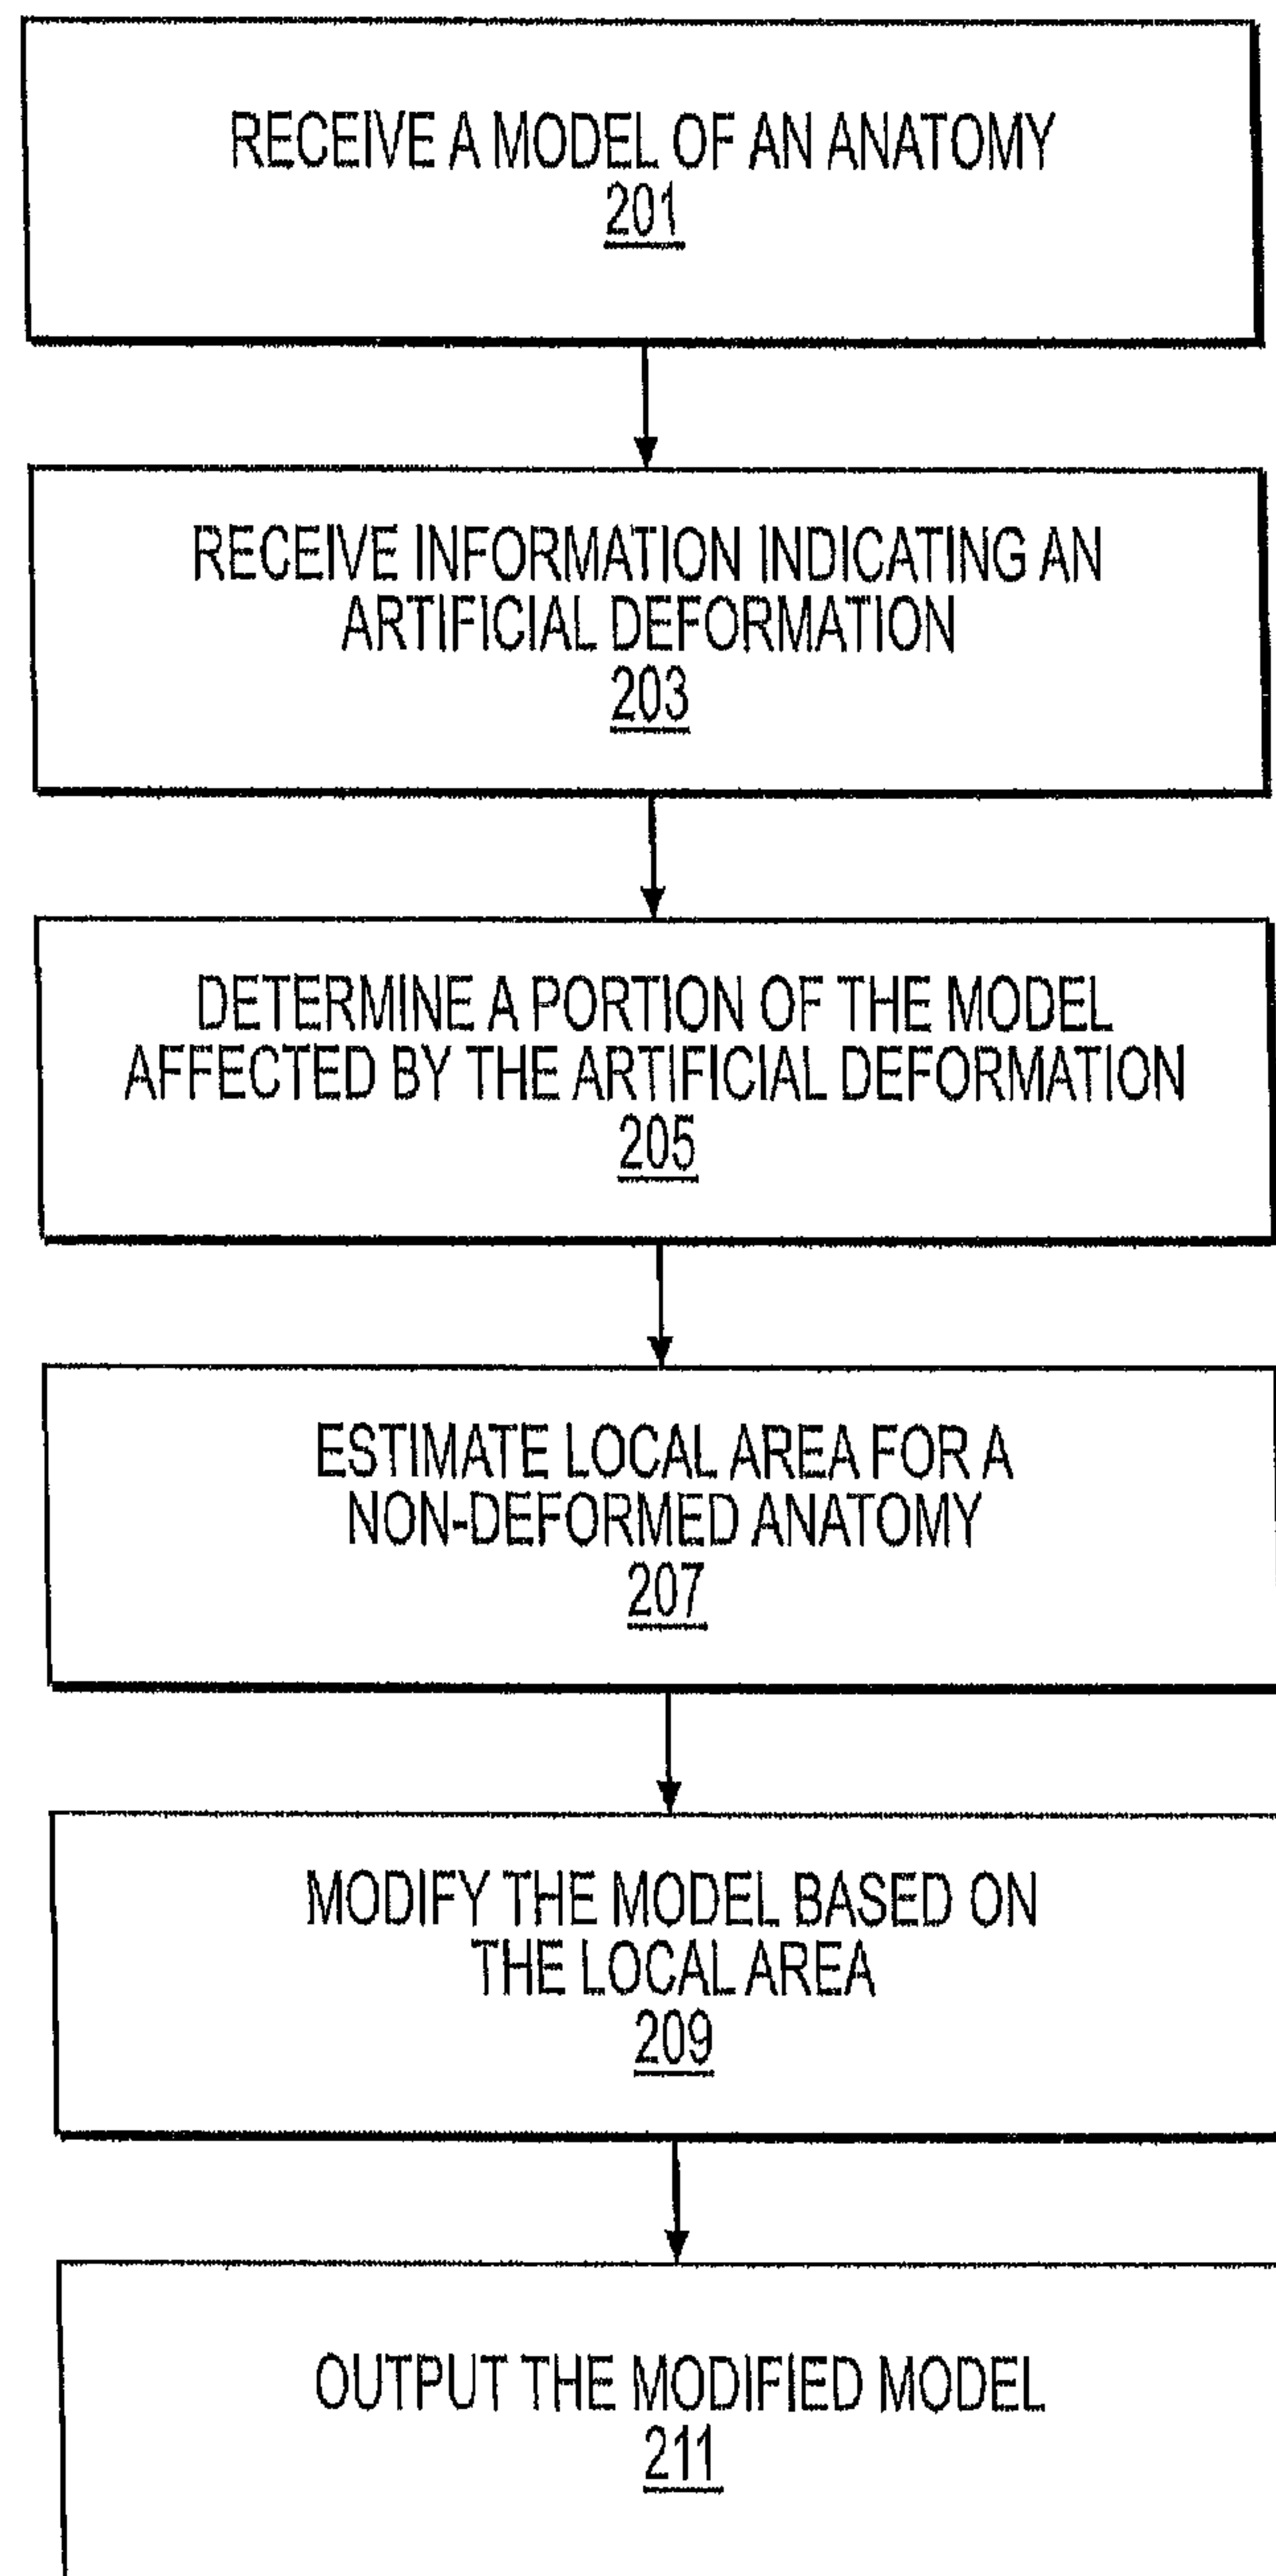 RECEIVE A MODEL OF AN ANATOMY
201
RECEIVE INFORMATION INDICATING AN
ARTIFICIAL DEFORMATION
203
DETERMINE A PORTION OF THE MODEL
AFFECTED BY THE ARTIFICIAL DEFORMATION
205
ESTIMATE LOCAL AREA FOR A
NON-DEFORMED ANATOMY
207
MODIFY THE MODEL BASED ON
THE LOCAL AREA
209
OUTPUT THE MODIFIED MODEL
211